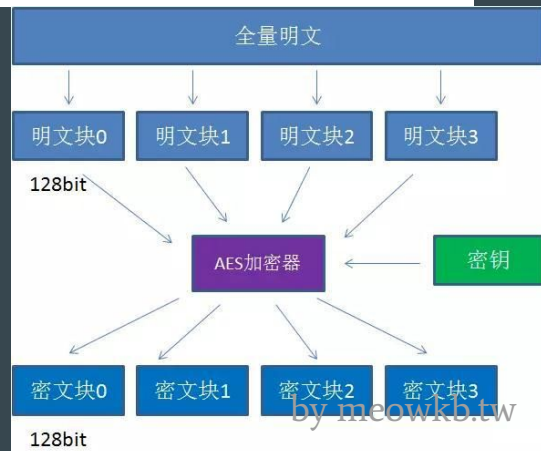 全量明文
明文块0 明文块1 明文块2 明文块3
128bit
AES加密器 密钥
密文块0 密文块1 密文块2 密文块3
by meowkb.tw
128bit